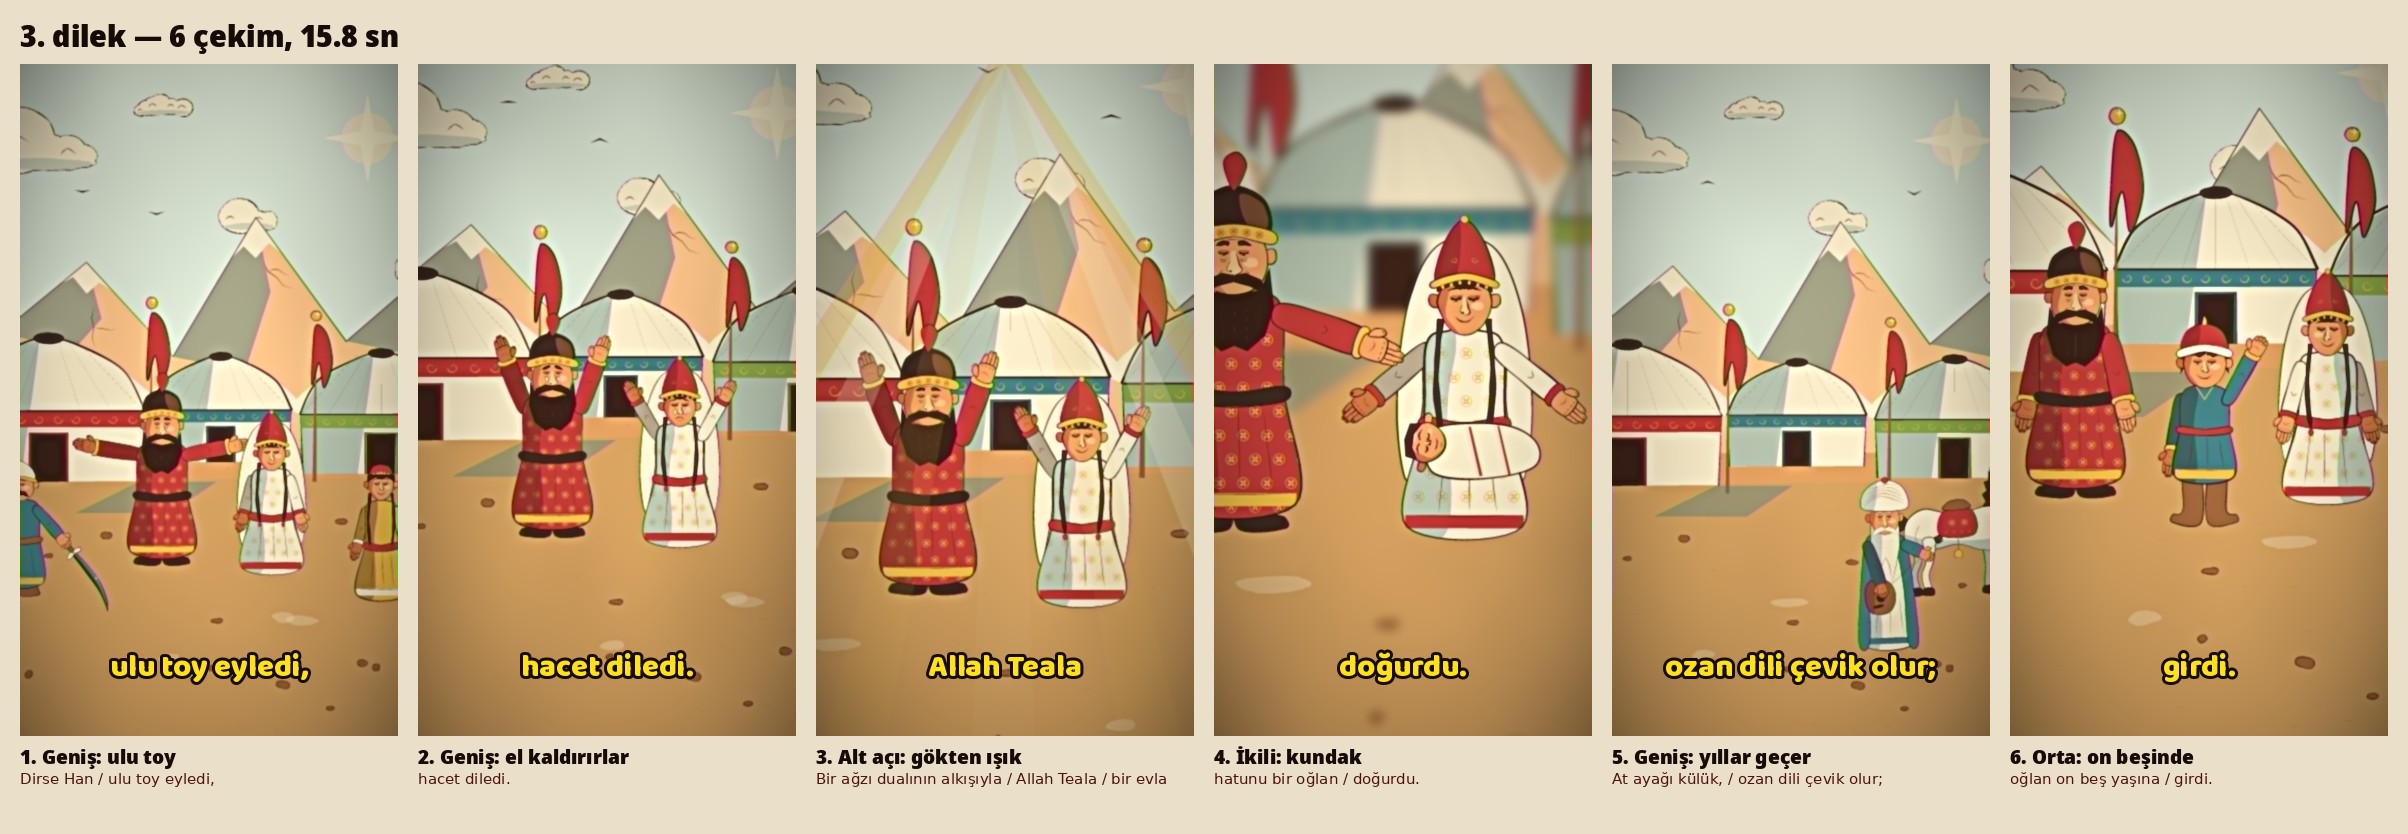 3. dilek — 6 çekim, 15.8 sn
ulu toy eyledi,
hacet diledi.
Allah Teala
doğurdu.
ozan dili çevik olur;
girdi.
1. Geniş: ulu toy
Dirse Han / ulu toy eyledi,
2. Geniş: el kaldırırlar
hacet diledi.
3. Alt açı: gökten ışık
Bir ağzı dualının alkışıyla / Allah Teala / bir evla
4. İkili: kundak
hatunu bir oğlan / doğurdu.
5. Geniş: yıllar geçer
At ayağı külük, / ozan dili çevik olur;
6. Orta: on beşinde
oğlan on beş yaşına / girdi.